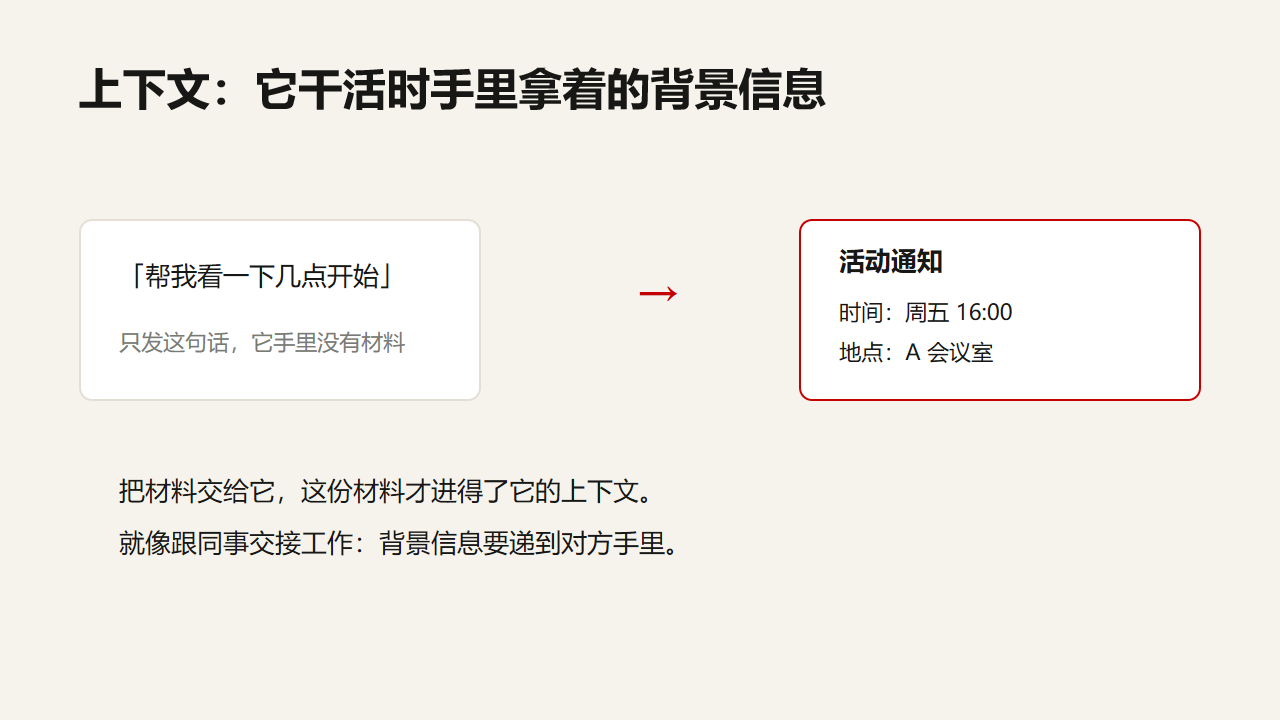 上下文：它干活时手里拿着的背景信息
「帮我看一下几点开始」
只发这句话，它手里没有材料
→
活动通知
时间：周五 16:00
地点：A 会议室
把材料交给它，这份材料才进得了它的上下文。
就像跟同事交接工作：背景信息要递到对方手里。